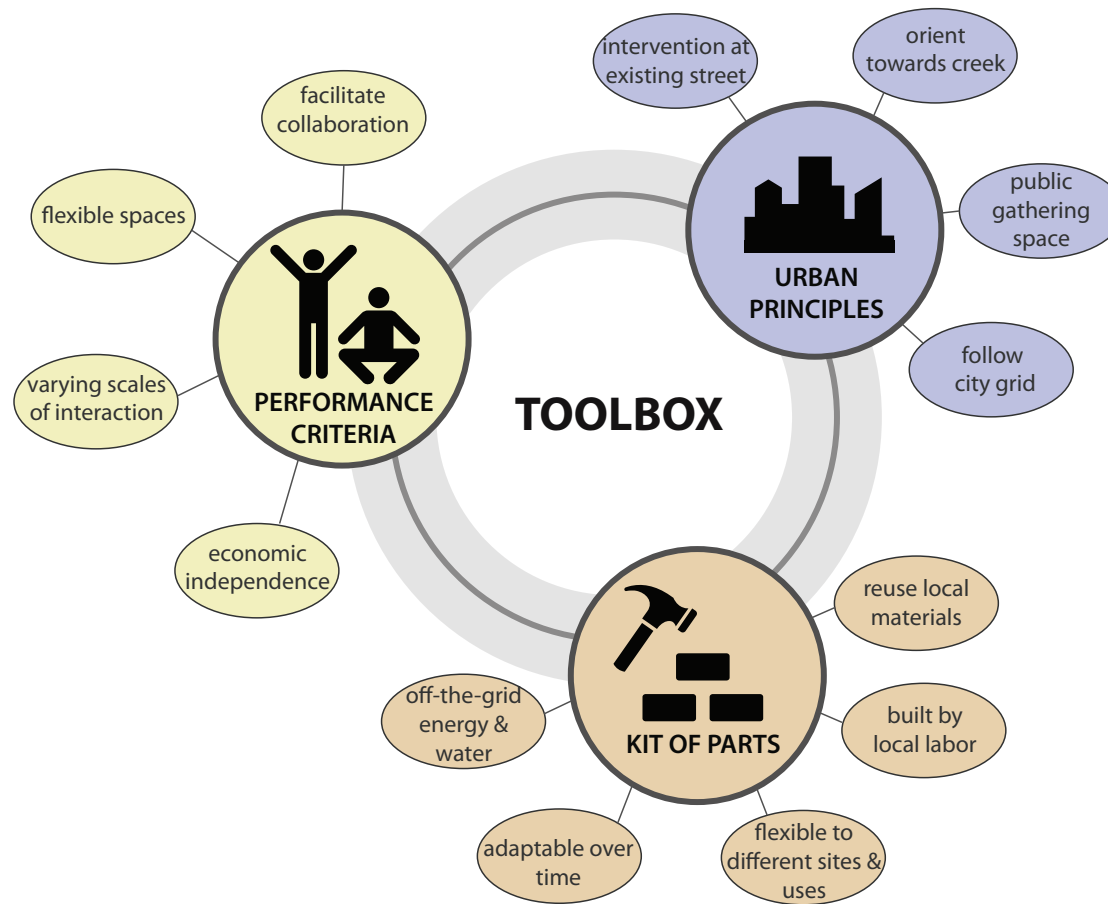 TOOLBOX
facilitate
collaboration
flexible spaces
varying scales
of interaction
economic
independence
PERFORMANCE
CRITERIA
intervention at
existing street
orient
towards creek
public
gathering
space
follow
city grid
URBAN
PRINCIPLES
reuse local
materials
built by
local labor
flexible to
different sites &
uses
adaptable over
time
off-the-grid
energy &
water
KIT OF PARTS